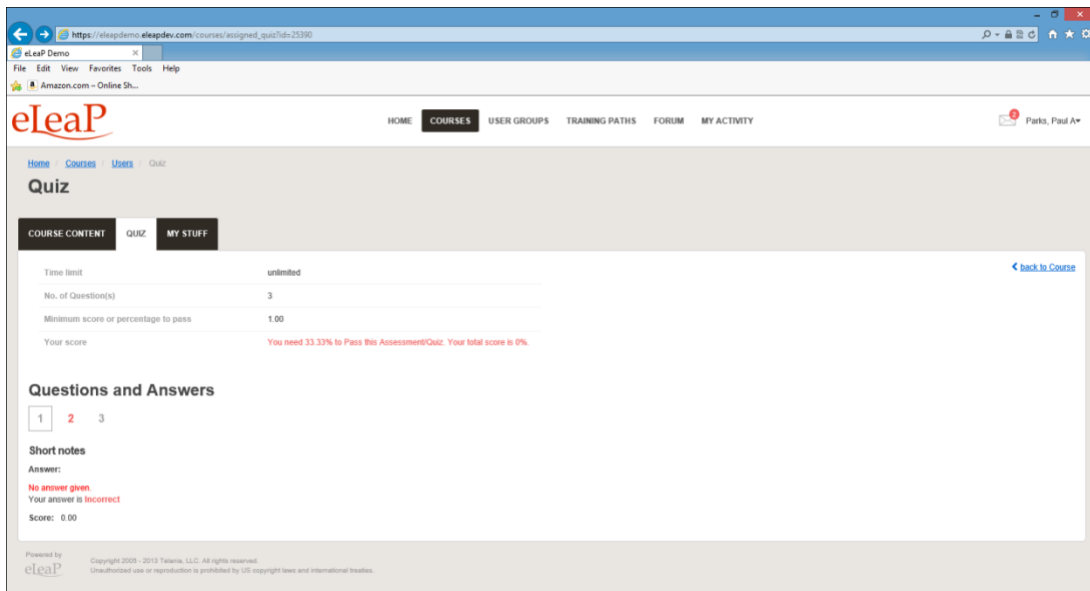 https://eleapdemo.eleapdev.com/courses/assigned_quiz?id=25390
eLeaP Demo
File Edit View Favorites Tools Help
Amazon.com – Online Sh...
eLeaP
HOME COURSES USER GROUPS TRAINING PATHS FORUM MY ACTIVITY
2 Parks, Paul A
Home / Courses / Users / Quiz
Quiz
COURSE CONTENT QUIZ MY STUFF
back to Course
Time limit unlimited
No. of Question(s) 3
Minimum score or percentage to pass 1.00
Your score You need 33.33% to Pass this Assessment/Quiz. Your total score is 0%.
Questions and Answers
1 2 3
Short notes
Answer:
No answer given.
Your answer is Incorrect
Score: 0.00
Powered by
eLeaP
Copyright 2005 - 2013 Telania, LLC. All rights reserved.
Unauthorized use or reproduction is prohibited by US copyright laws and international treaties.